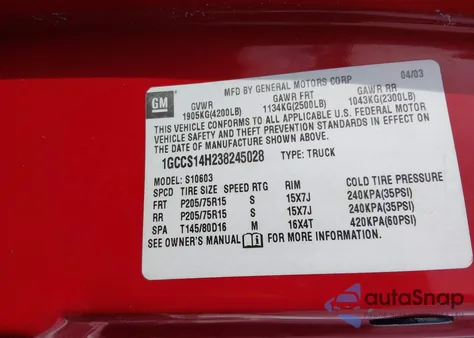 GM
MFD BY GENERAL MOTORS CORP 04/03
GVWR GAWR FRT GAWR RR
1905KG(4200LB) 1134KG(2500LB) 1043KG(2300LB)
THIS VEHICLE CONFORMS TO ALL APPLICABLE U.S. FEDERAL MOTOR
VEHICLE SAFETY AND THEFT PREVENTION STANDARDS IN EFFECT ON
THE DATE OF MANUFACTURE SHOWN ABOVE.
1GCCS14H238245028 TYPE: TRUCK
MODEL: S10603
SPCD TIRE SIZE SPEED RTG RIM COLD TIRE PRESSURE
FRT P205/75R15 S 15X7J 240KPA(35PSI)
RR P205/75R15 S 15X7J 240KPA(35PSI)
SPA T145/80D16 M 16X4T 420KPA(60PSI)
SEE OWNER'S MANUAL FOR MORE INFORMATION.
autoSnap